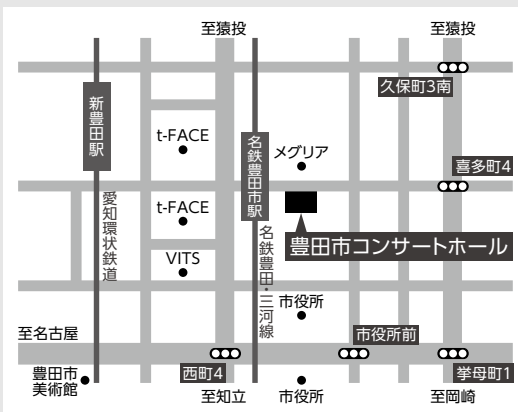 至猿投
至猿投
久保町3南
新豊田駅
t-FACE
名鉄豊田市駅
メグリア
喜多町4
愛知環状鉄道
t-FACE
名鉄豊田・三河線
豊田市コンサートホール
VITS
市役所
至名古屋
市役所前
豊田市
美術館
西町4
挙母町1
至知立
市役所
至岡崎